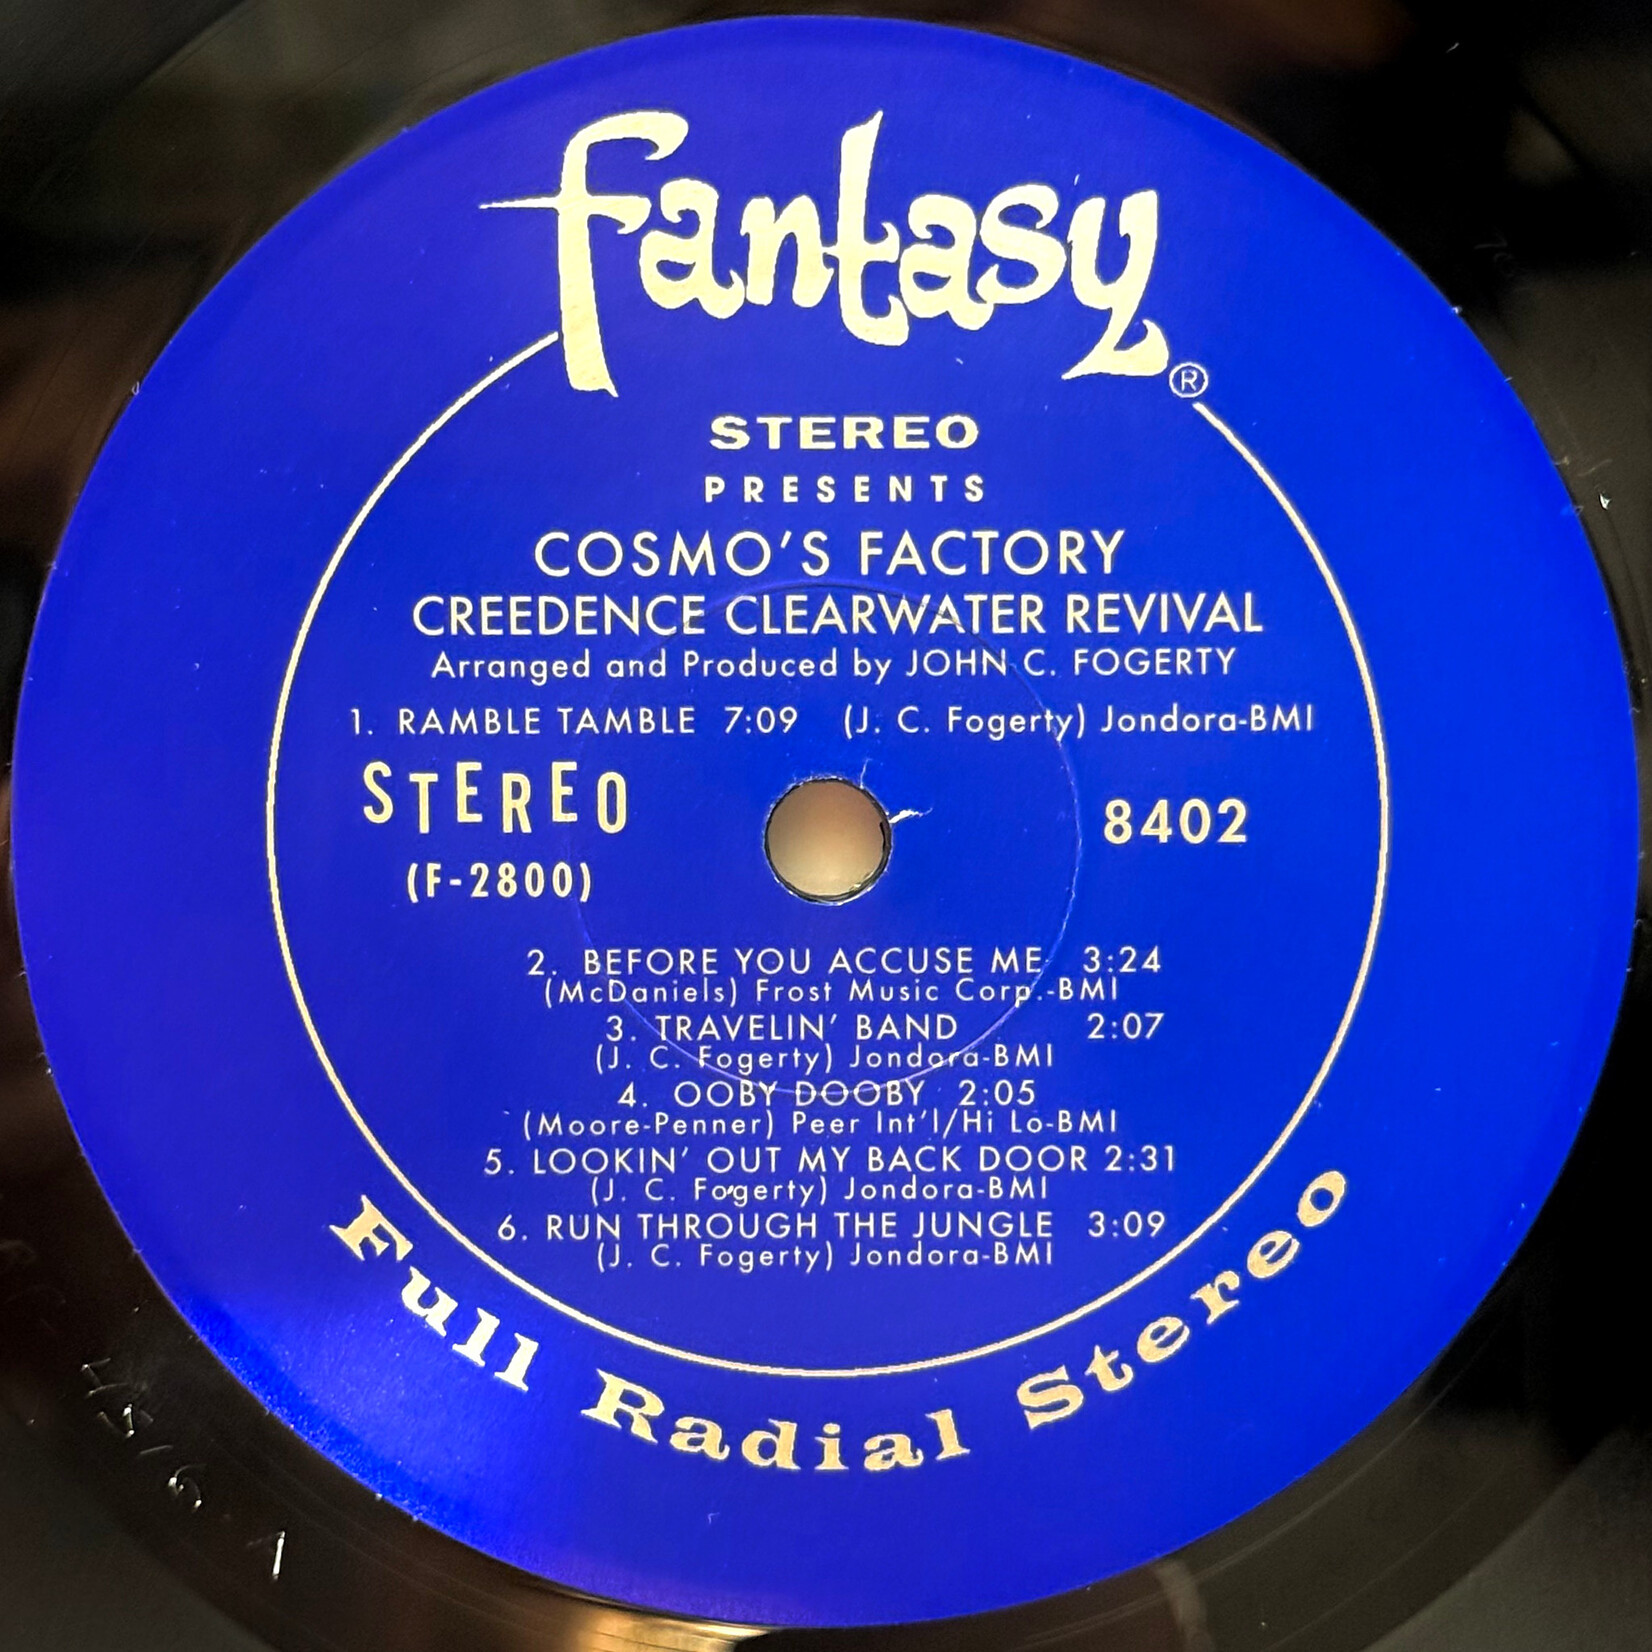 fantasy®
STEREO
PRESENTS
COSMO'S FACTORY
CREEDENCE CLEARWATER REVIVAL
Arranged and Produced by JOHN C. FOGERTY
1. RAMBLE TAMBLE 7:09 (J. C. Fogerty) Jondora-BMI
STEREO 8402
(F-2800)
2. BEFORE YOU ACCUSE ME 3:24
(McDaniels) Frost Music Corp.-BMI
3. TRAVELIN' BAND 2:07
(J. C. Fogerty) Jondora-BMI
4. OOBY DOOBY 2:05
(Moore-Penner) Peer Int'l/Hi Lo-BMI
5. LOOKIN' OUT MY BACK DOOR 2:31
(J. C. Fogerty) Jondora-BMI
6. RUN THROUGH THE JUNGLE 3:09
(J. C. Fogerty) Jondora-BMI
Full Radial Stereo